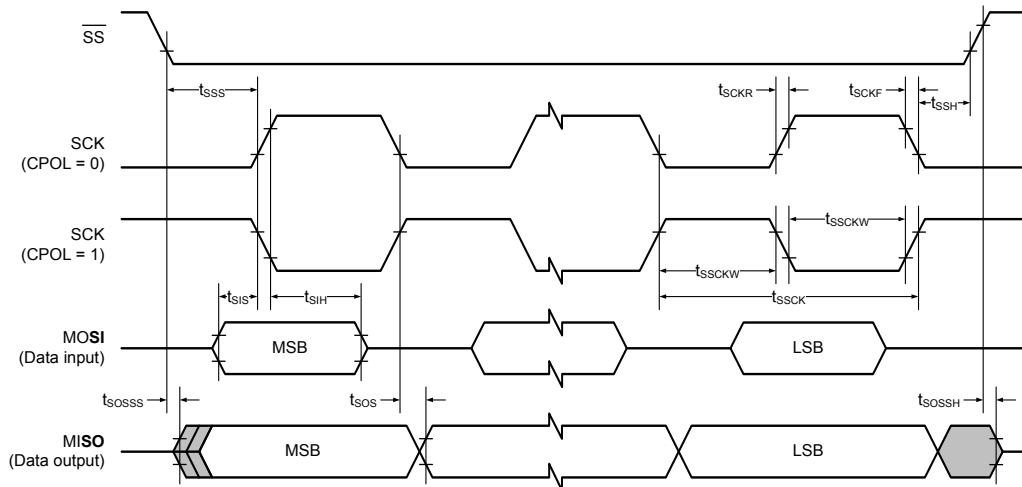 SS
tSSS
tSCKR
tSCKF
tSSH
SCK
(CPOL = 0)
SCK
(CPOL = 1)
tSSCKW
tSSCKW
tSIS
tSIH
tSSCK
MOSI
(Data input)
MSB
LSB
tSOSSS
tSOS
tSOSSH
MISO
(Data output)
MSB
LSB